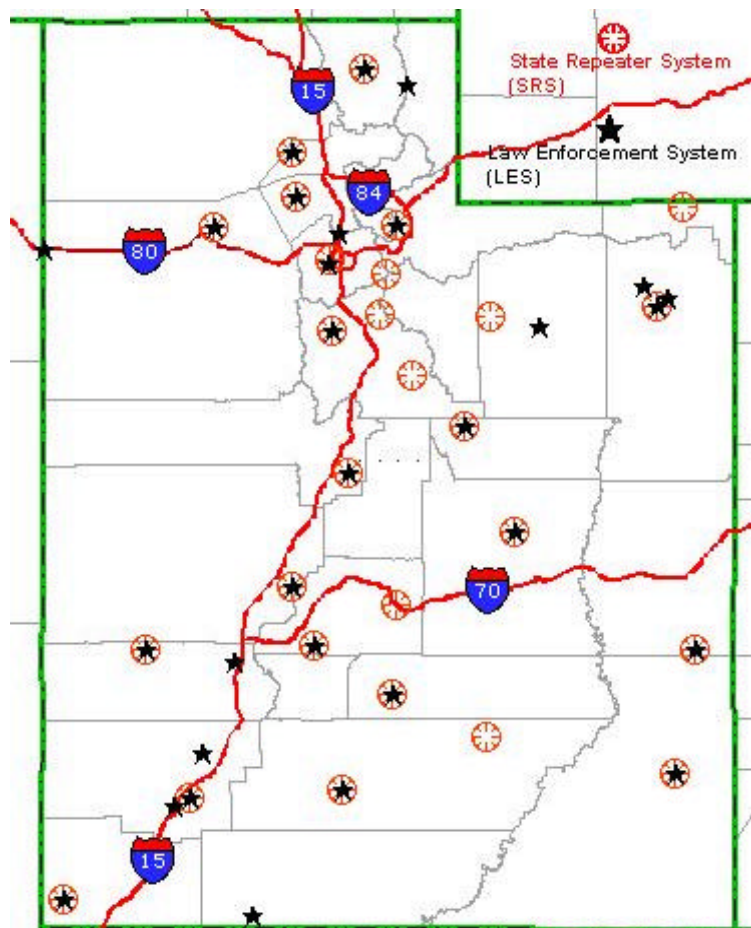 State Repeater System
(SRS)
15
Law Enforcement System
(LES)
84
80
70
15